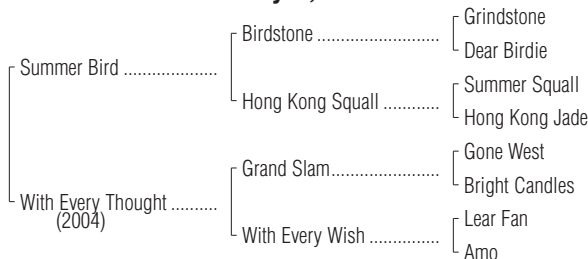 Grindstone
Birdstone ..........................
Dear Birdie
Summer Bird ....................
Summer Squall
Hong Kong Squall ............
Hong Kong Jade
Gone West
Grand Slam.......................
Bright Candles
With Every Thought ..........
(2004)
Lear Fan
With Every Wish ...............
Amo